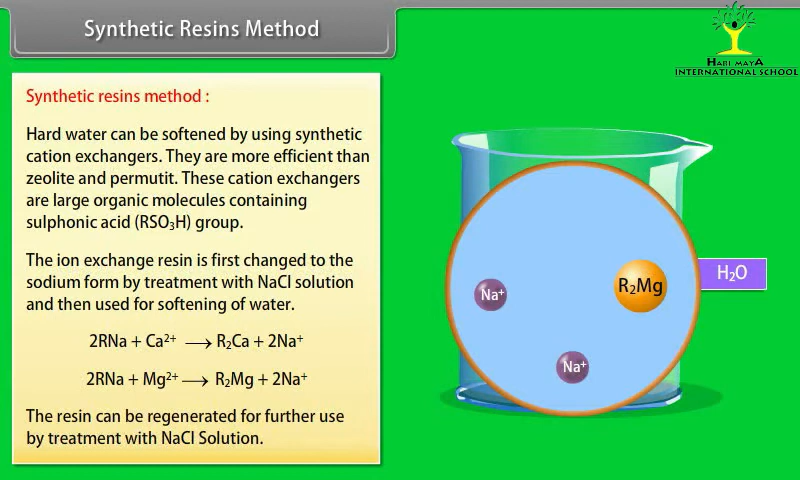 Synthetic Resins Method
HARI MAYA
INTERNATIONAL SCHOOL
Synthetic resins method :
Hard water can be softened by using synthetic
cation exchangers. They are more efficient than
zeolite and permutit. These cation exchangers
are large organic molecules containing
sulphonic acid (RSO₃H) group.
The ion exchange resin is first changed to the
sodium form by treatment with NaCl solution
and then used for softening of water.
2RNa + Ca²⁺ ⟶ R₂Ca + 2Na⁺
2RNa + Mg²⁺ ⟶ R₂Mg + 2Na⁺
The resin can be regenerated for further use
by treatment with NaCl Solution.
H₂O
R₂Mg
Na⁺
Na⁺